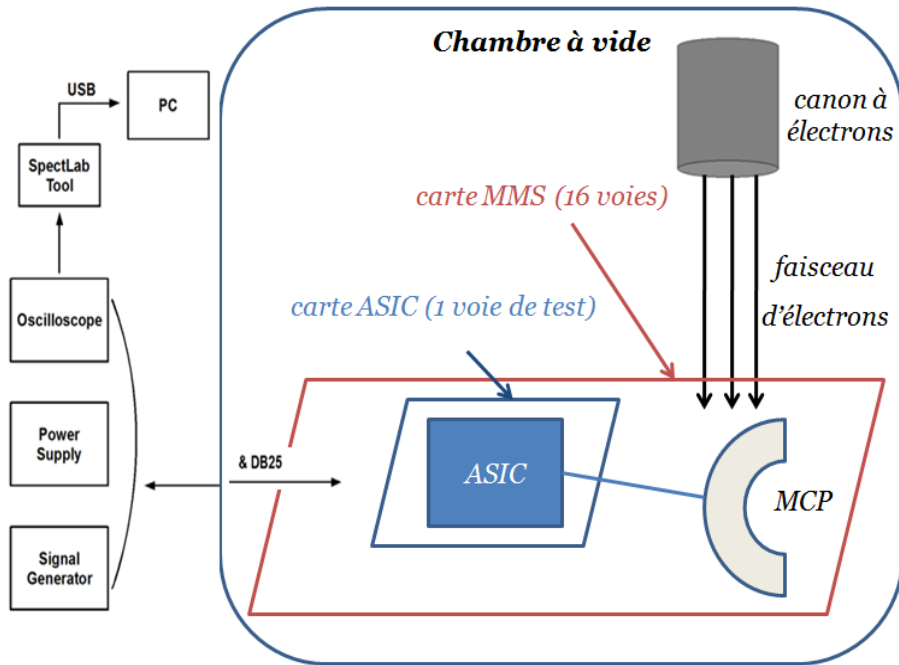 Chambre à vide
USB
PC
canon à
électrons
SpectLab
Tool
carte MMS (16 voies)
faisceau
d'électrons
Oscilloscope
carte ASIC (1 voie de test)
Power
Supply
& DB25
ASIC
MCP
Signal
Generator